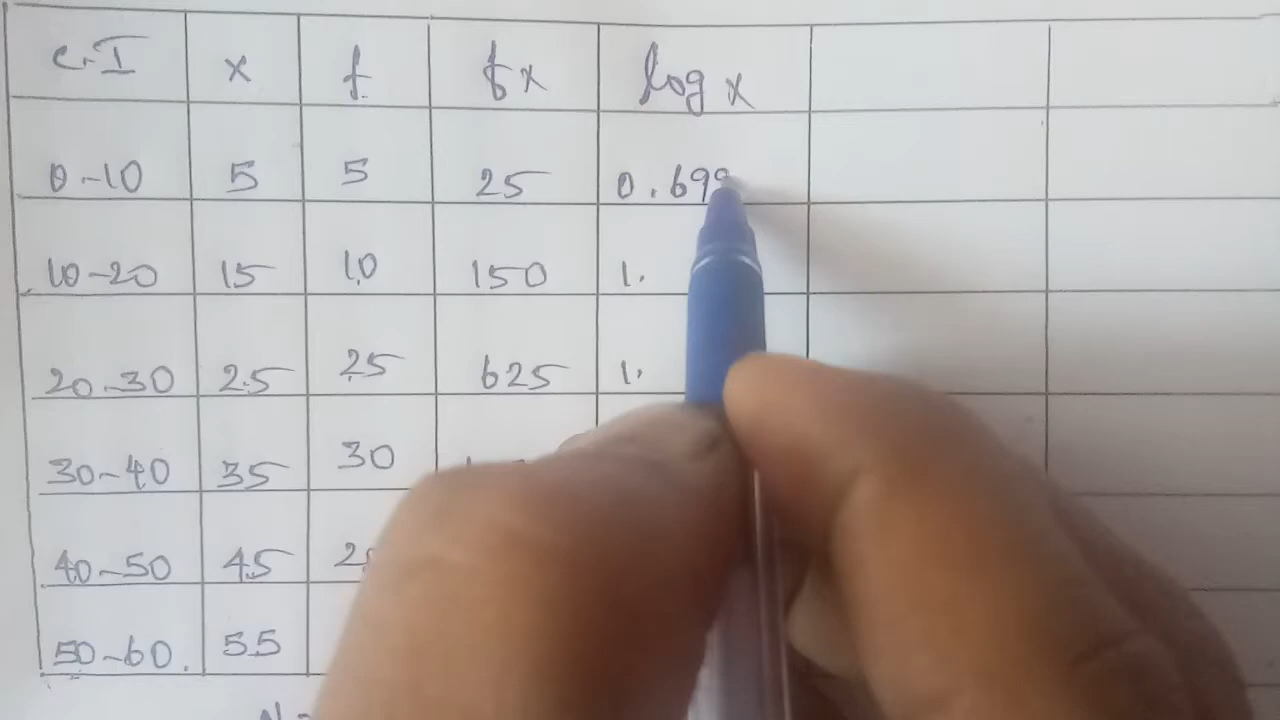 C.I x f fx log x
0-10 5 5 25 0.699
10-20 15 10 150 1.
20-30 25 25 625 1.
30-40 35 30
40-50 45
50-60. 55